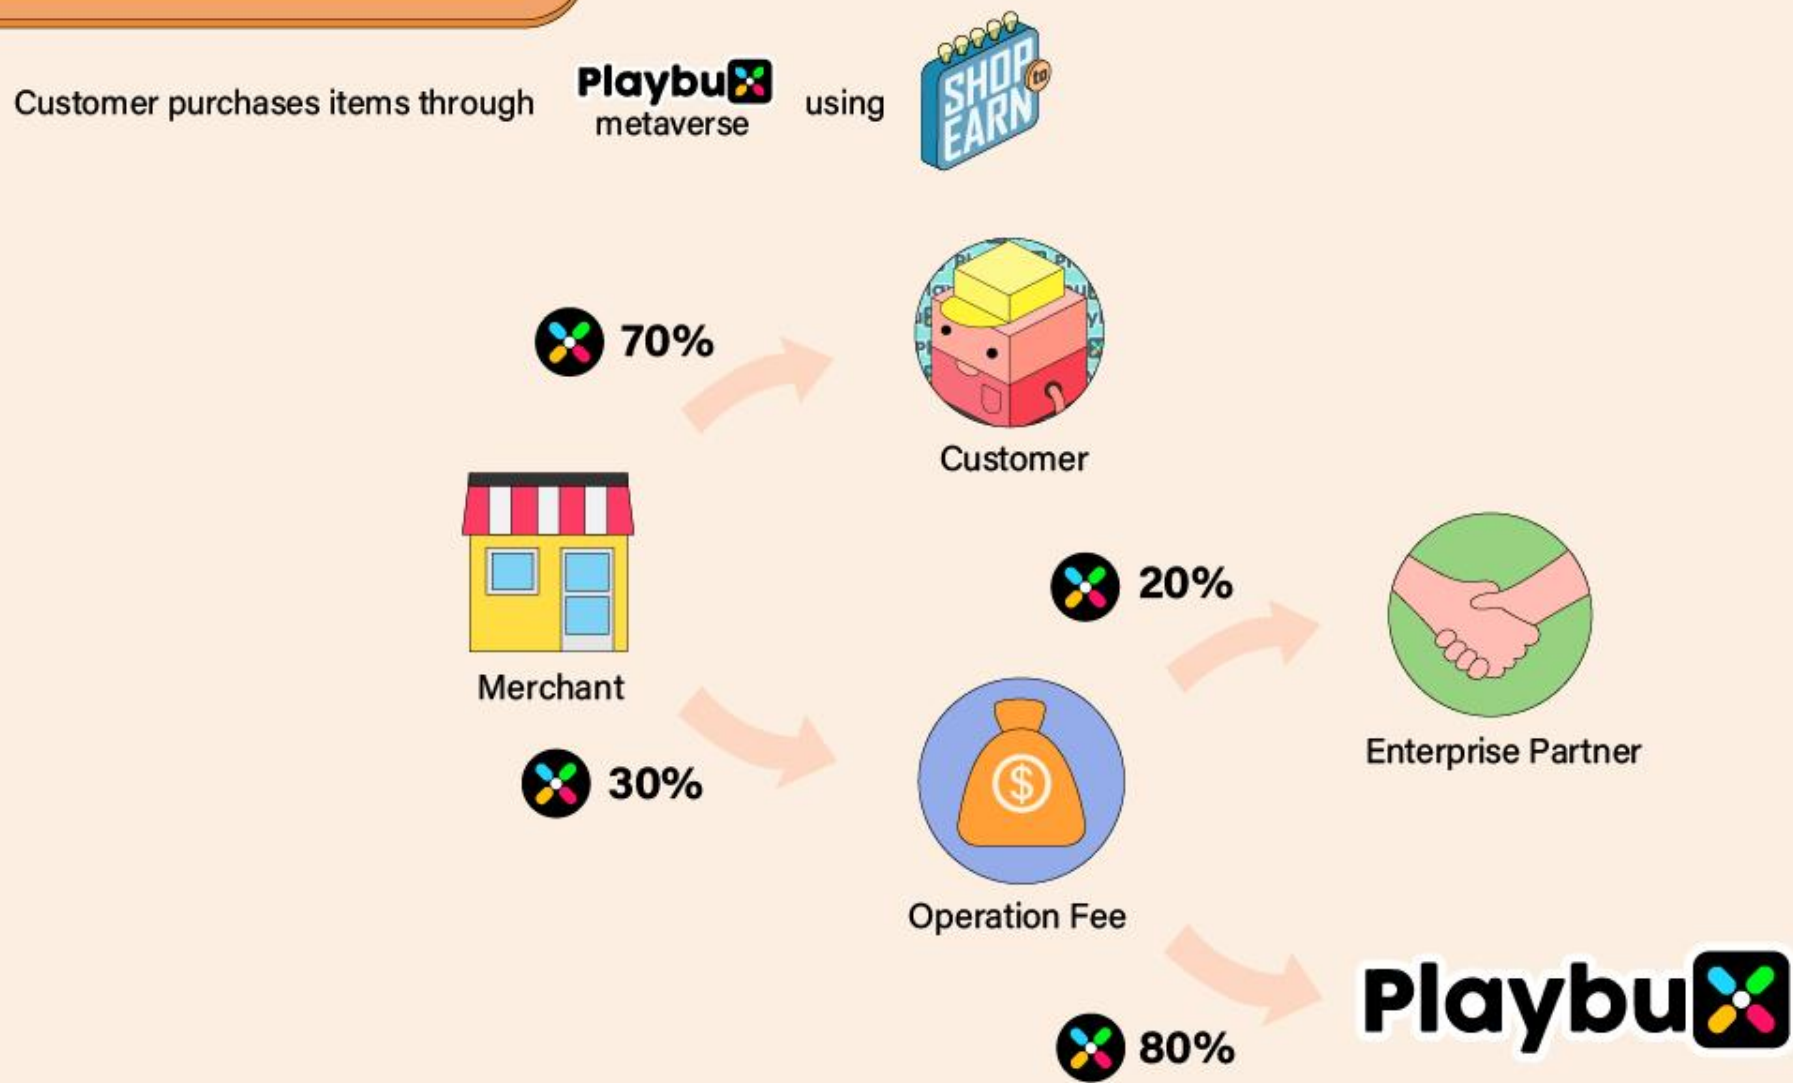 Customer purchases items through
Playbux
metaverse
using
SHOP
to
EARN
70%
Customer
20%
Merchant
Enterprise Partner
30%
Operation Fee
Playbux
80%